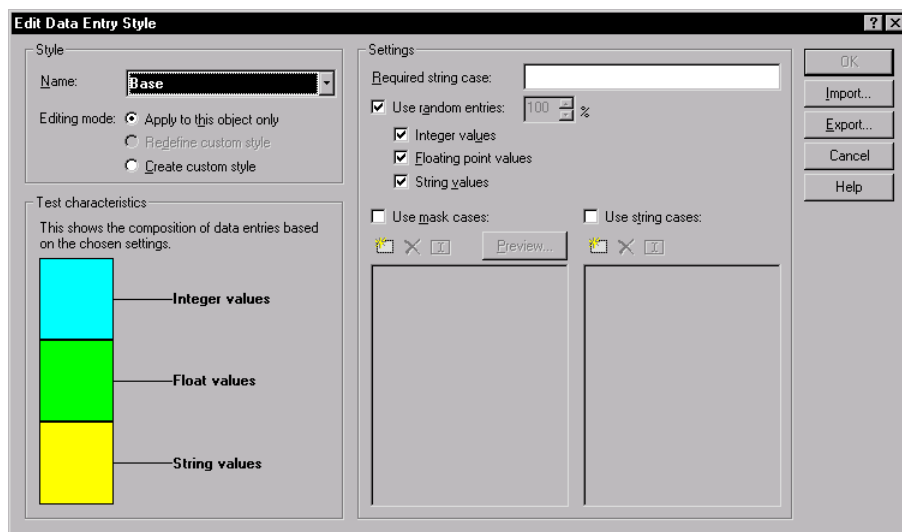 Edit Data Entry Style
Style
Name:
Base
Editing mode:
Apply to this object only
Redefine custom style
Create custom style
Test characteristics
This shows the composition of data entries based
on the chosen settings.
Integer values
Float values
String values
Settings
Required string case:
Use random entries:
100
%
Integer values
Floating point values
String values
Use mask cases:
Preview...
Use string cases:
OK
Import...
Export...
Cancel
Help